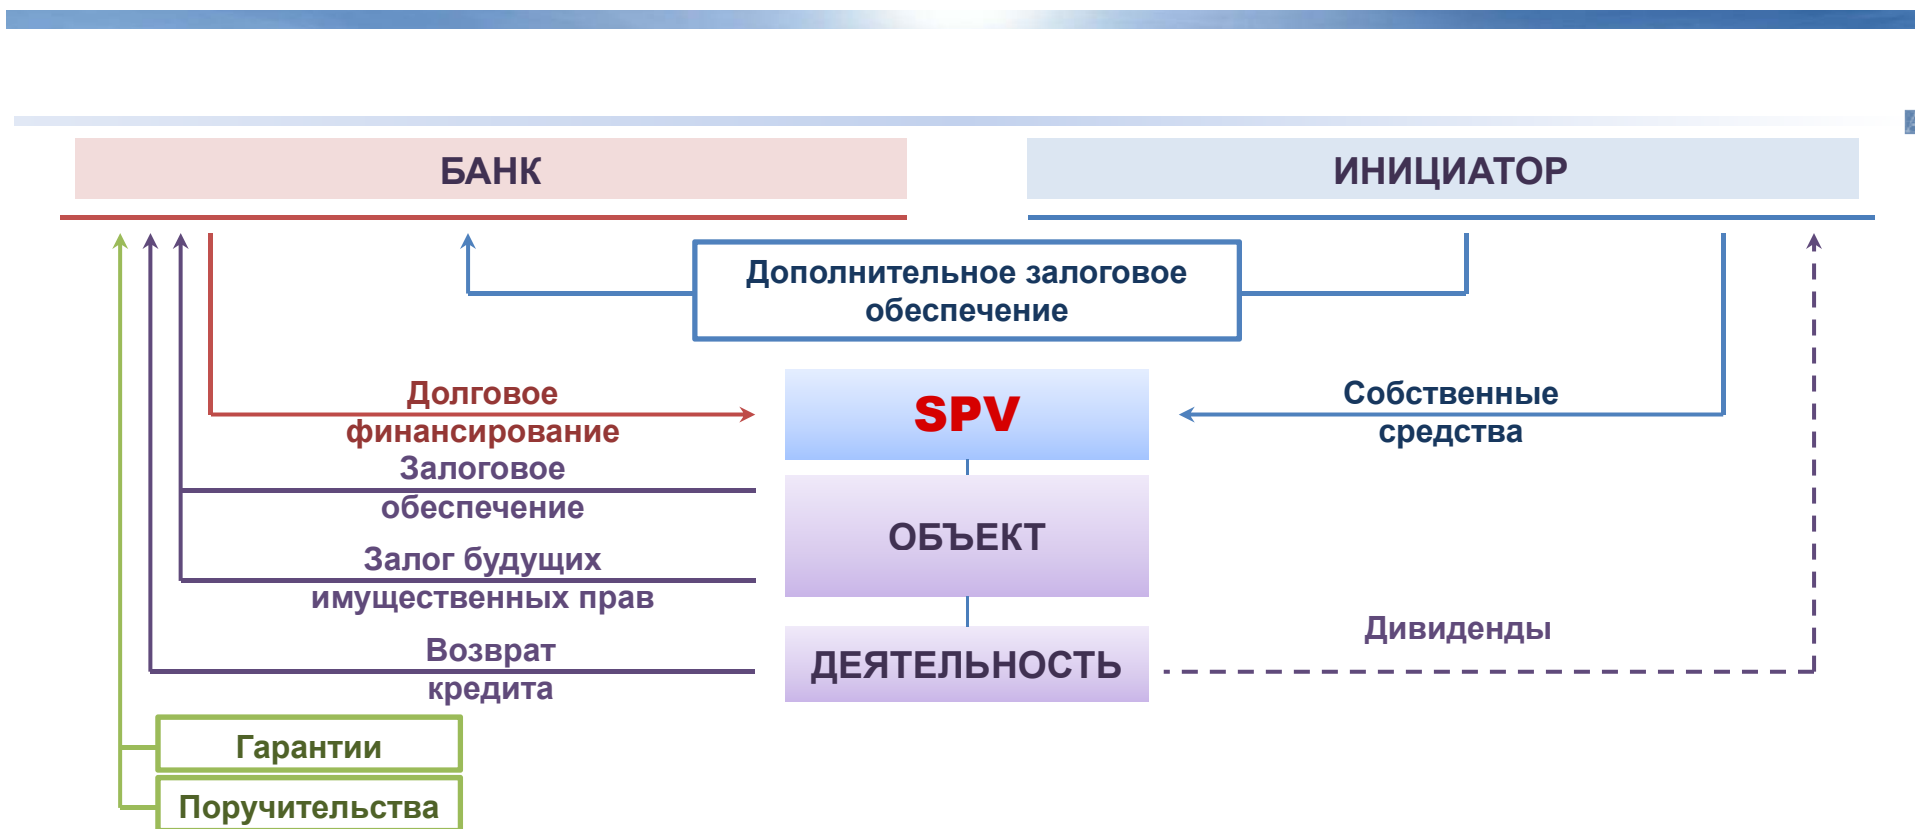 БАНК
ИНИЦИАТОР
Дополнительное залоговое
обеспечение
Долговое
финансирование
SPV
Собственные
средства
Залоговое
обеспечение
ОБЪЕКТ
Залог будущих
имущественных прав
Возврат
кредита
ДЕЯТЕЛЬНОСТЬ
Дивиденды
Гарантии
Поручительства